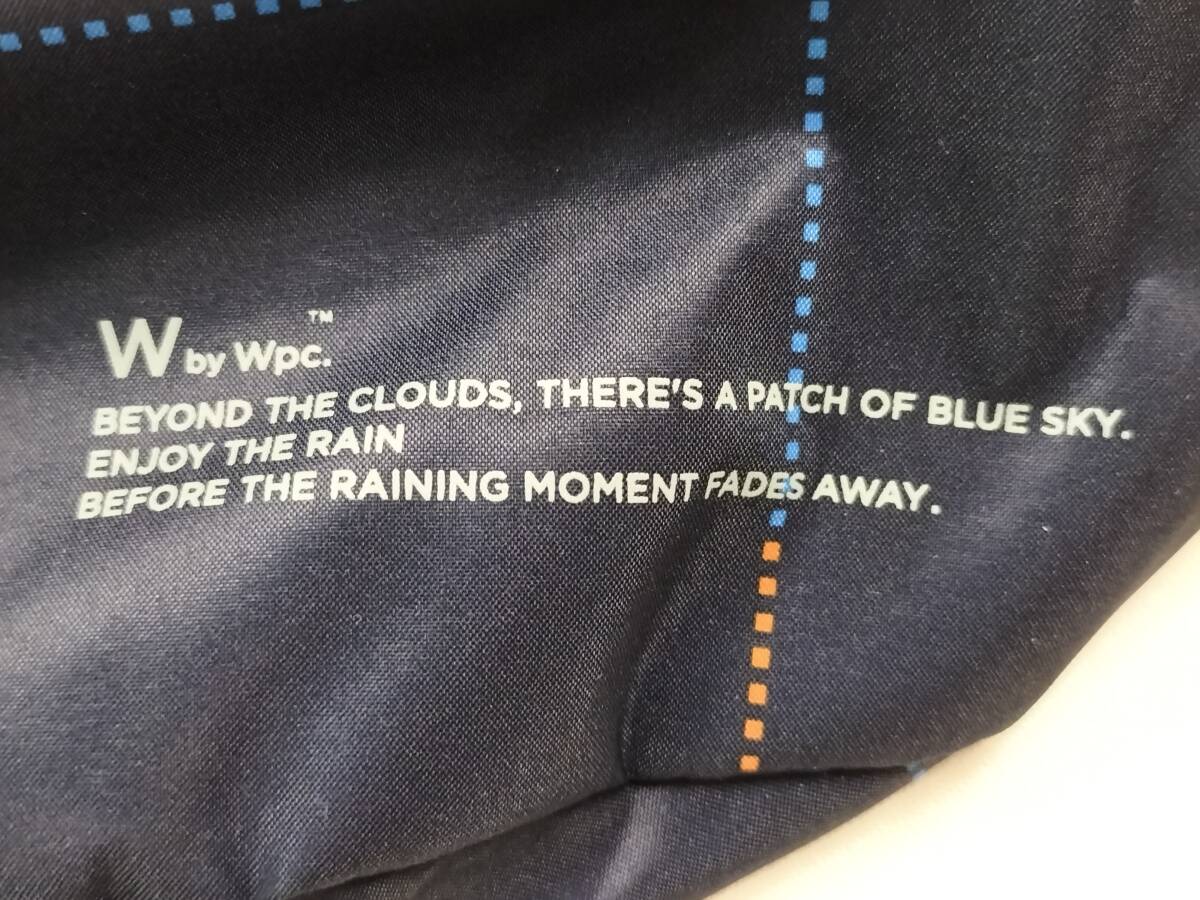 W by Wpc.™
BEYOND THE CLOUDS, THERE'S A PATCH OF BLUE SKY.
ENJOY THE RAIN
BEFORE THE RAINING MOMENT FADES AWAY.